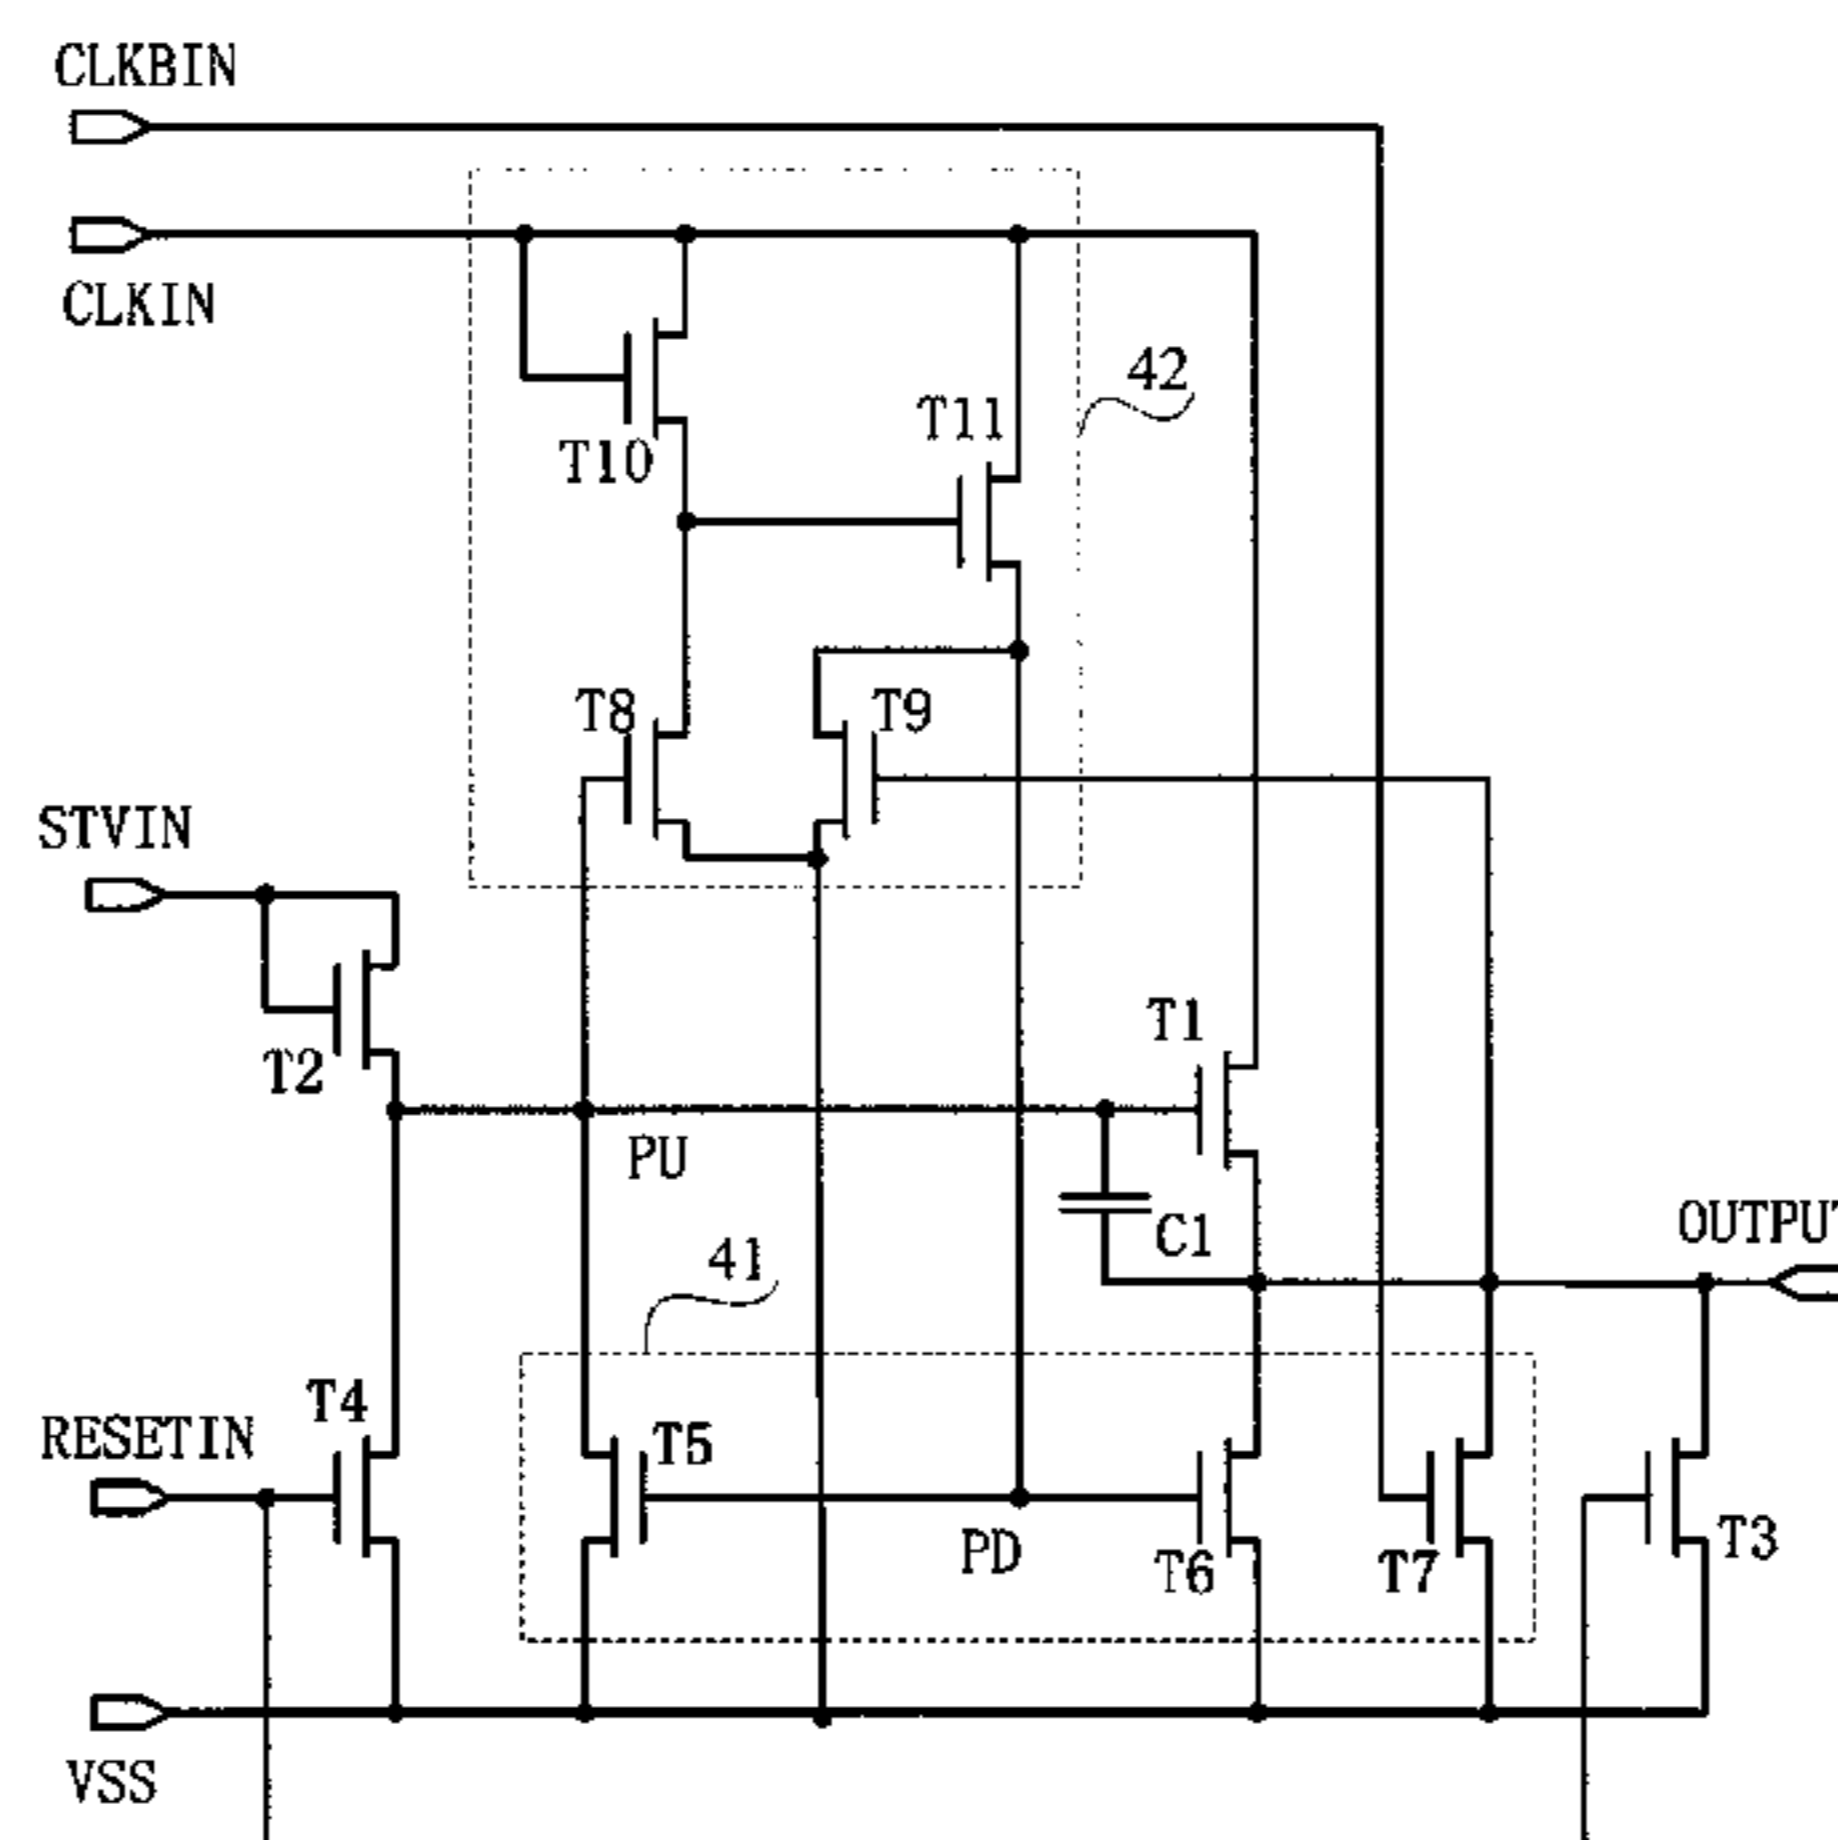 CLKBIN
CLKIN
42
T11
T10
T8
T9
STVIN
T1
T2
PU
C1
OUTPUT
41
T4
RESETIN
T5
PD
T6
T7
T3
VSS